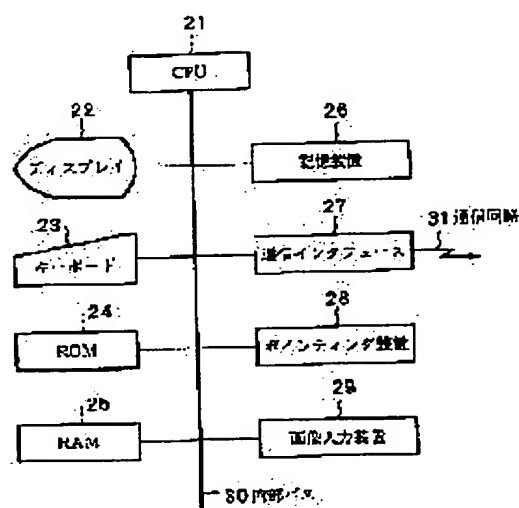 21
CPU
22
ディスプレイ
26
記憶装置
23
キーボード
27
通信インタフェース
31 通信回路
24
ROM
28
ポインティング装置
25
RAM
29
画像入力装置
30 内部バス